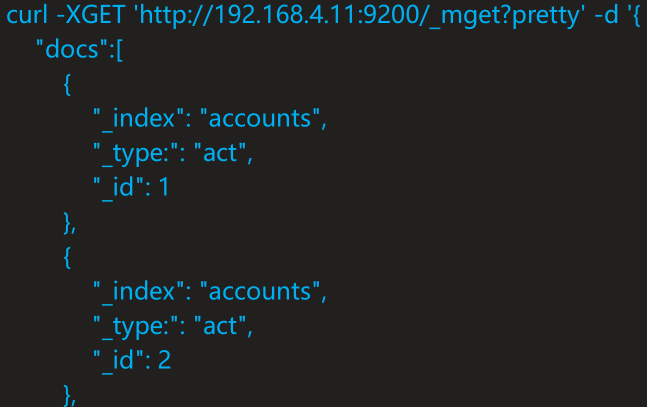 curl -XGET 'http://192.168.4.11:9200/_mget?pretty' -d '{
"docs":[
{
"_index": "accounts",
"_type:": "act",
"_id": 1
},
{
"_index": "accounts",
"_type:": "act",
"_id": 2
},